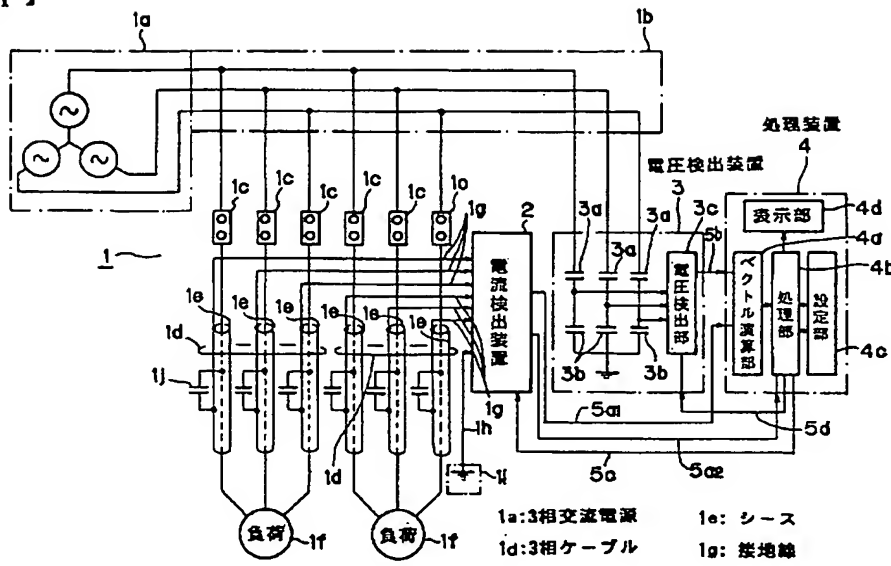 1a
1b
処理装置
4
電圧検出装置
3
1c
1c
1c
1c
1c
1c
1g
2
3a
3a
3a
3c
5b
表示部
4d
4a
4b
1
電流検出装置
電圧検出部
ベクトル演算部
処理部
設定部
1e
1e
1e
1e
1e
1e
1d
1j
3b
3b
4c
1g
1d
1h
5a1
5d
1i
5a
5a2
負荷
1f
負荷
1f
1a:3相交流電源
1e: シース
1d:3相ケーブル
1g: 接地線